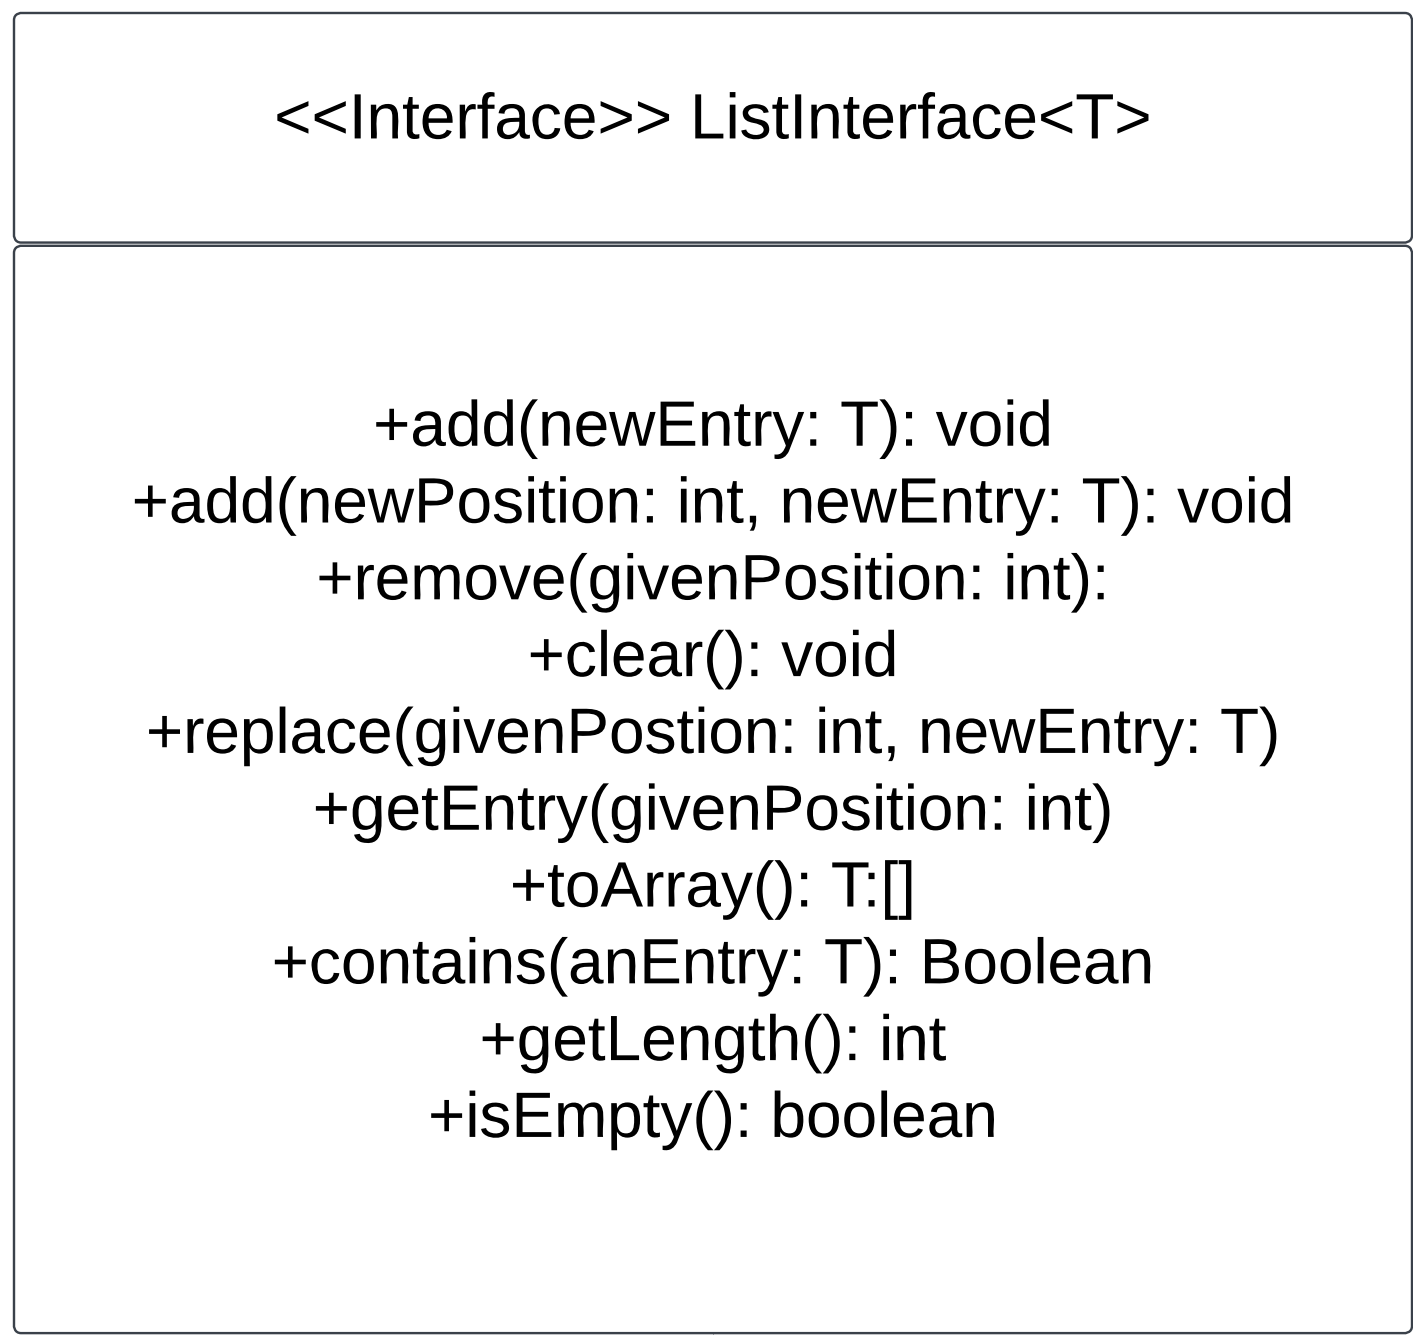 <<Interface>> ListInterface<T>
+add(newEntry: T): void
+add(newPosition: int, newEntry: T): void
+remove(givenPosition: int):
+clear(): void
+replace(givenPostion: int, newEntry: T)
+getEntry(givenPosition: int)
+toArray(): T:[]
+contains(anEntry: T): Boolean
+getLength(): int
+isEmpty(): boolean